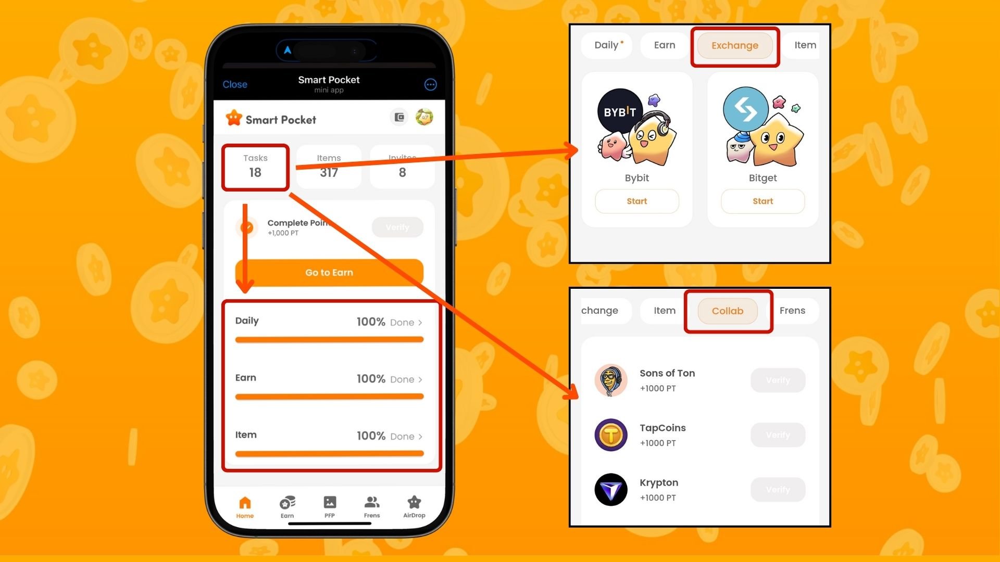 Close
Smart Pocket
mini app
Smart Pocket
Tasks
18
Items
317
Invites
8
Complete Poin
+1,000 PT
Verify
Go to Earn
Daily
100% Done >
Earn
100% Done >
Item
100% Done >
Home
Earn
PFP
Frens
AirDrop
Daily
Earn
Exchange
Item
BYBIT
Bybit
Start
Bitget
Start
change
Item
Collab
Frens
Sons of Ton
+1000 PT
Verify
TapCoins
+1000 PT
Verify
T
Krypton
+1000 PT
Verify